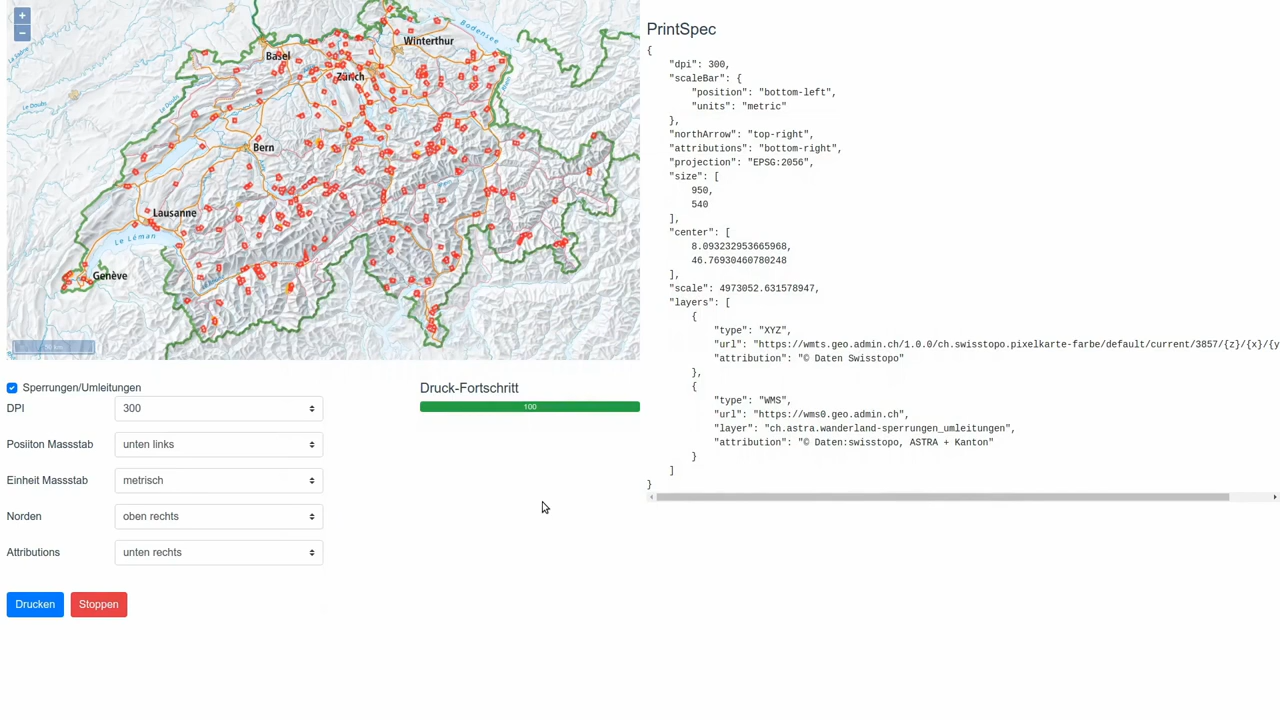 +
−
Basel
Winterthur
Bodensee
Zürich
Le Doubs
Le Doubs
Bern
Lausanne
Le Léman
Genève
Sperrungen/Umleitungen
DPI
300
Posiiton Massstab
unten links
Einheit Massstab
metrisch
Norden
oben rechts
Attributions
unten rechts
Drucken
Stoppen
Druck-Fortschritt
100
PrintSpec
{
"dpi": 300,
"scaleBar": {
"position": "bottom-left",
"units": "metric"
},
"northArrow": "top-right",
"attributions": "bottom-right",
"projection": "EPSG:2056",
"size": [
950,
540
],
"center": [
8.093232953665968,
46.76930460780248
],
"scale": 4973052.631578947,
"layers": [
{
"type": "XYZ",
"url": "https://wmts.geo.admin.ch/1.0.0/ch.swisstopo.pixelkarte-farbe/default/current/3857/{z}/{x}/{y
"attribution": "© Daten Swisstopo"
},
{
"type": "WMS",
"url": "https://wms0.geo.admin.ch",
"layer": "ch.astra.wanderland-sperrungen_umleitungen",
"attribution": "© Daten:swisstopo, ASTRA + Kanton"
}
]
}